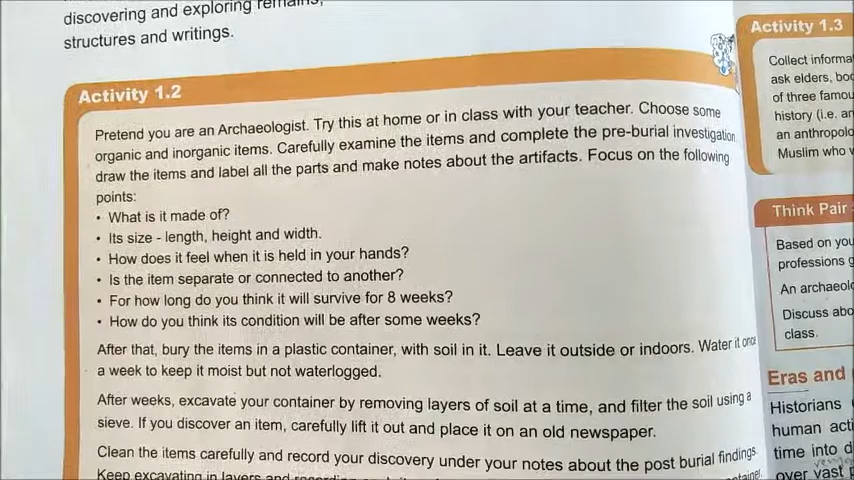 discovering and exploring remains,
structures and writings.
Activity 1.2
Pretend you are an Archaeologist. Try this at home or in class with your teacher. Choose some
organic and inorganic items. Carefully examine the items and complete the pre-burial investigation
draw the items and label all the parts and make notes about the artifacts. Focus on the following
points:
• What is it made of?
• Its size - length, height and width.
• How does it feel when it is held in your hands?
• Is the item separate or connected to another?
• For how long do you think it will survive for 8 weeks?
• How do you think its condition will be after some weeks?
After that, bury the items in a plastic container, with soil in it. Leave it outside or indoors. Water it once
a week to keep it moist but not waterlogged.
After weeks, excavate your container by removing layers of soil at a time, and filter the soil using a
sieve. If you discover an item, carefully lift it out and place it on an old newspaper.
Clean the items carefully and record your discovery under your notes about the post burial findings.
Keep excavating in layers and
Activity 1.3
Collect informa
ask elders, boo
of three famou
history (i.e. an
an anthropolo
Muslim who w
Think Pair
Based on you
professions g
An archaeolo
Discuss abo
class.
Eras and
Historians
human acti
time into d
over vast p